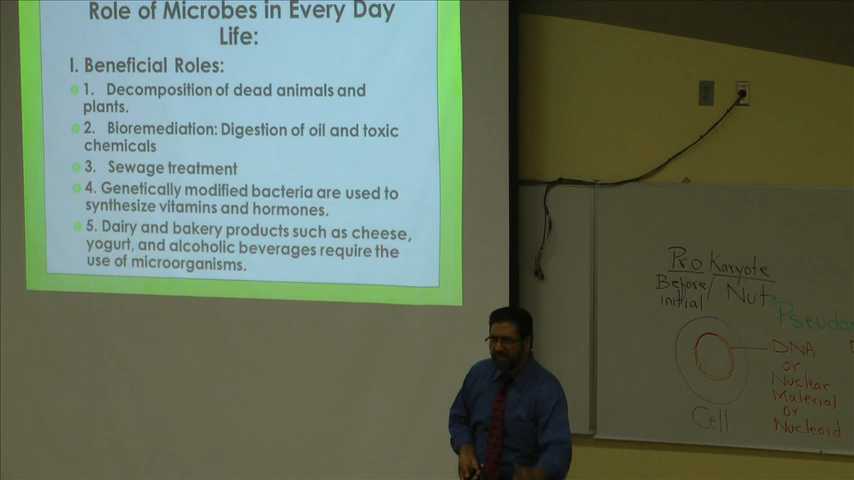 Role of Microbes in Every Day
Life:
I. Beneficial Roles:
1. Decomposition of dead animals and
plants.
2. Bioremediation: Digestion of oil and toxic
chemicals
3. Sewage treatment
4. Genetically modified bacteria are used to
synthesize vitamins and hormones.
5. Dairy and bakery products such as cheese,
yogurt, and alcoholic beverages require the
use of microorganisms.
ProKaryote
Before / Nut
initial
Pseudo
DNA
or
Nuclear
Material
or
Nucleoid
Cell